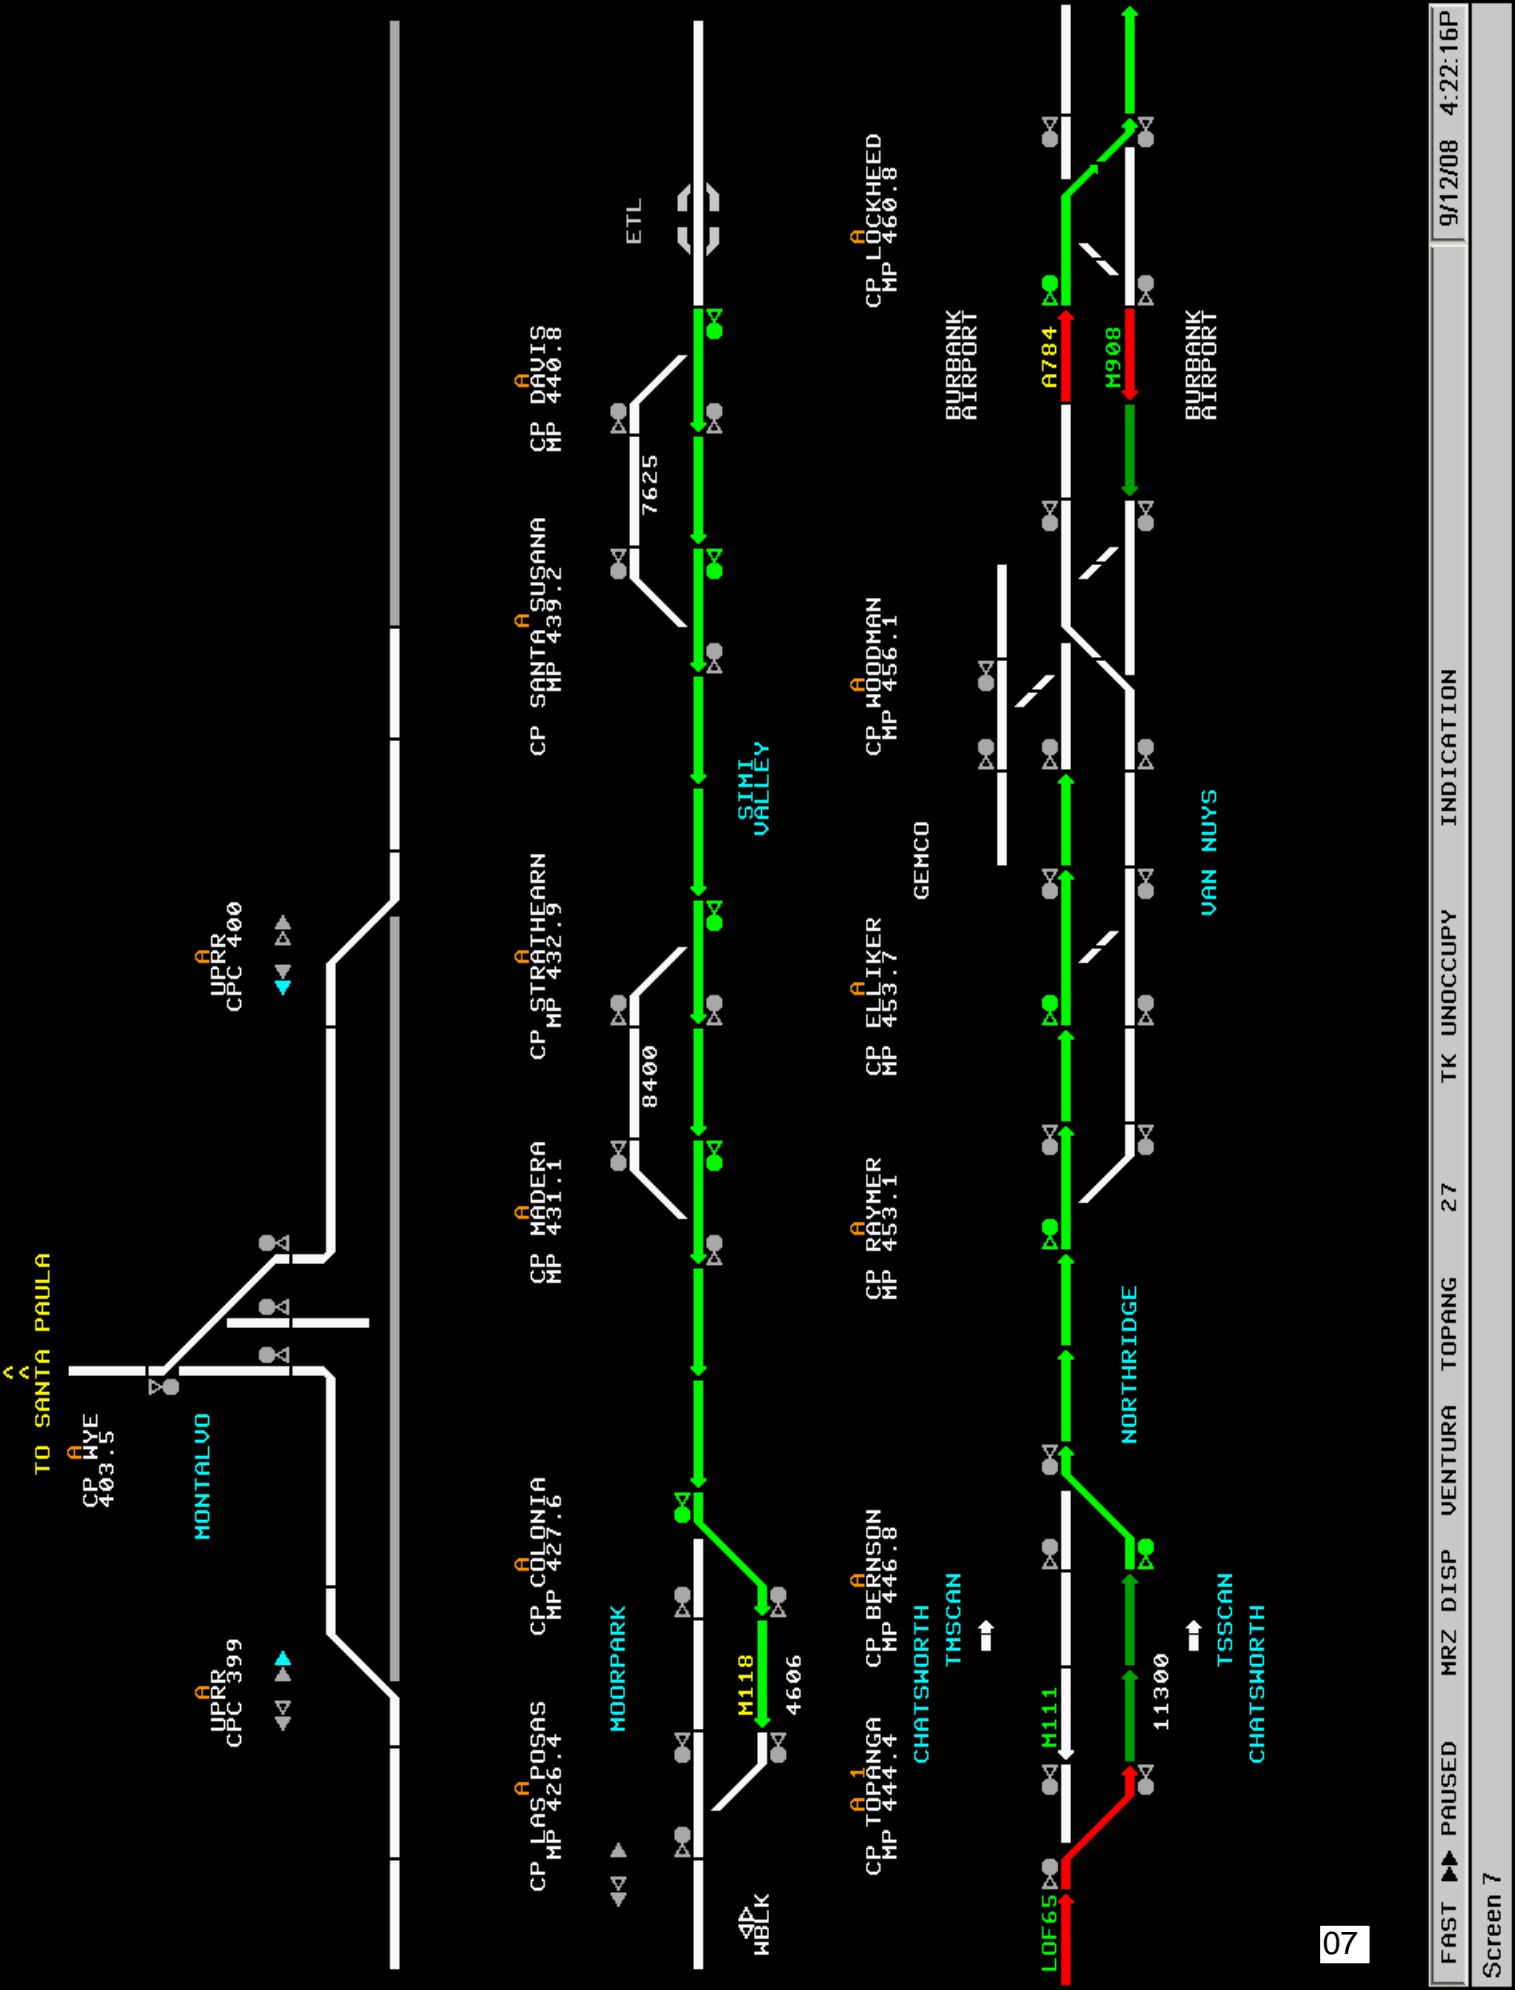 ^
^
TO SANTA PAULA
A
CP WYE
403.5
MONTALVO
A
UPRR
CPC 399
A
UPRR
CPC 400
A
CP LAS POSAS
MP 426.4
A
CP COLONIA
MP 427.6
A
CP MADERA
MP 431.1
A
CP STRATHEARN
MP 432.9
A
CP SANTA SUSANA
MP 439.2
A
CP DAVIS
MP 440.8
ETL
MOORPARK
8400
7625
M118
4606
WBLK
SIMI
VALLEY
A 1
CP TOPANGA
MP 444.4
A
CP BERNSON
MP 446.8
A
CP RAYMER
MP 453.1
A
CP ELLIKER
MP 453.7
A
CP WOODMAN
MP 456.1
A
CP LOCKHEED
MP 460.8
CHATSWORTH
TMSCAN
GEMCO
BURBANK
AIRPORT
LOF65
M111
A784
M908
11300
NORTHRIDGE
VAN NUYS
BURBANK
AIRPORT
TSSCAN
CHATSWORTH
07
FAST ▶▶ PAUSED MRZ DISP VENTURA TOPANG 27 TK UNOCCUPY INDICATION 9/12/08 4:22:16P
Screen 7